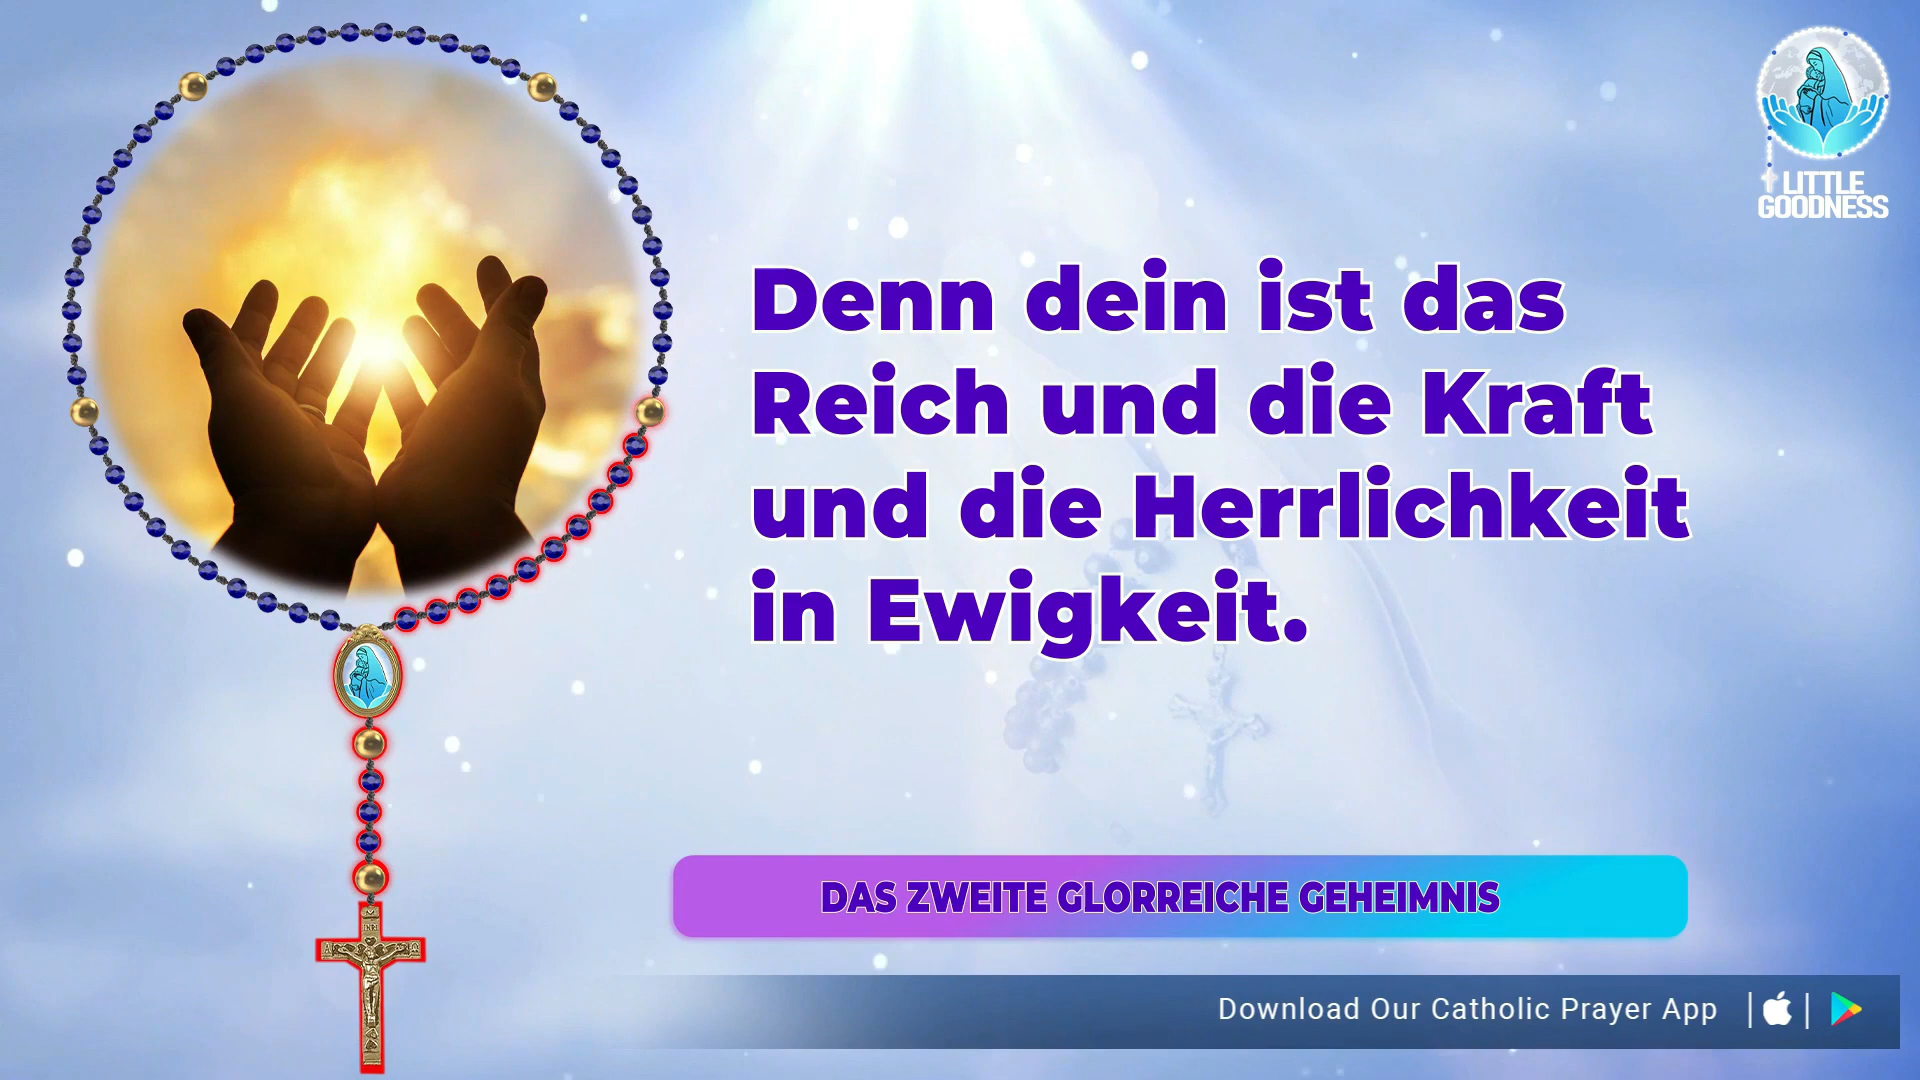 LITTLE
GOODNESS
Denn dein ist das
Reich und die Kraft
und die Herrlichkeit
in Ewigkeit.
INRI
DAS ZWEITE GLORREICHE GEHEIMNIS
Download Our Catholic Prayer App